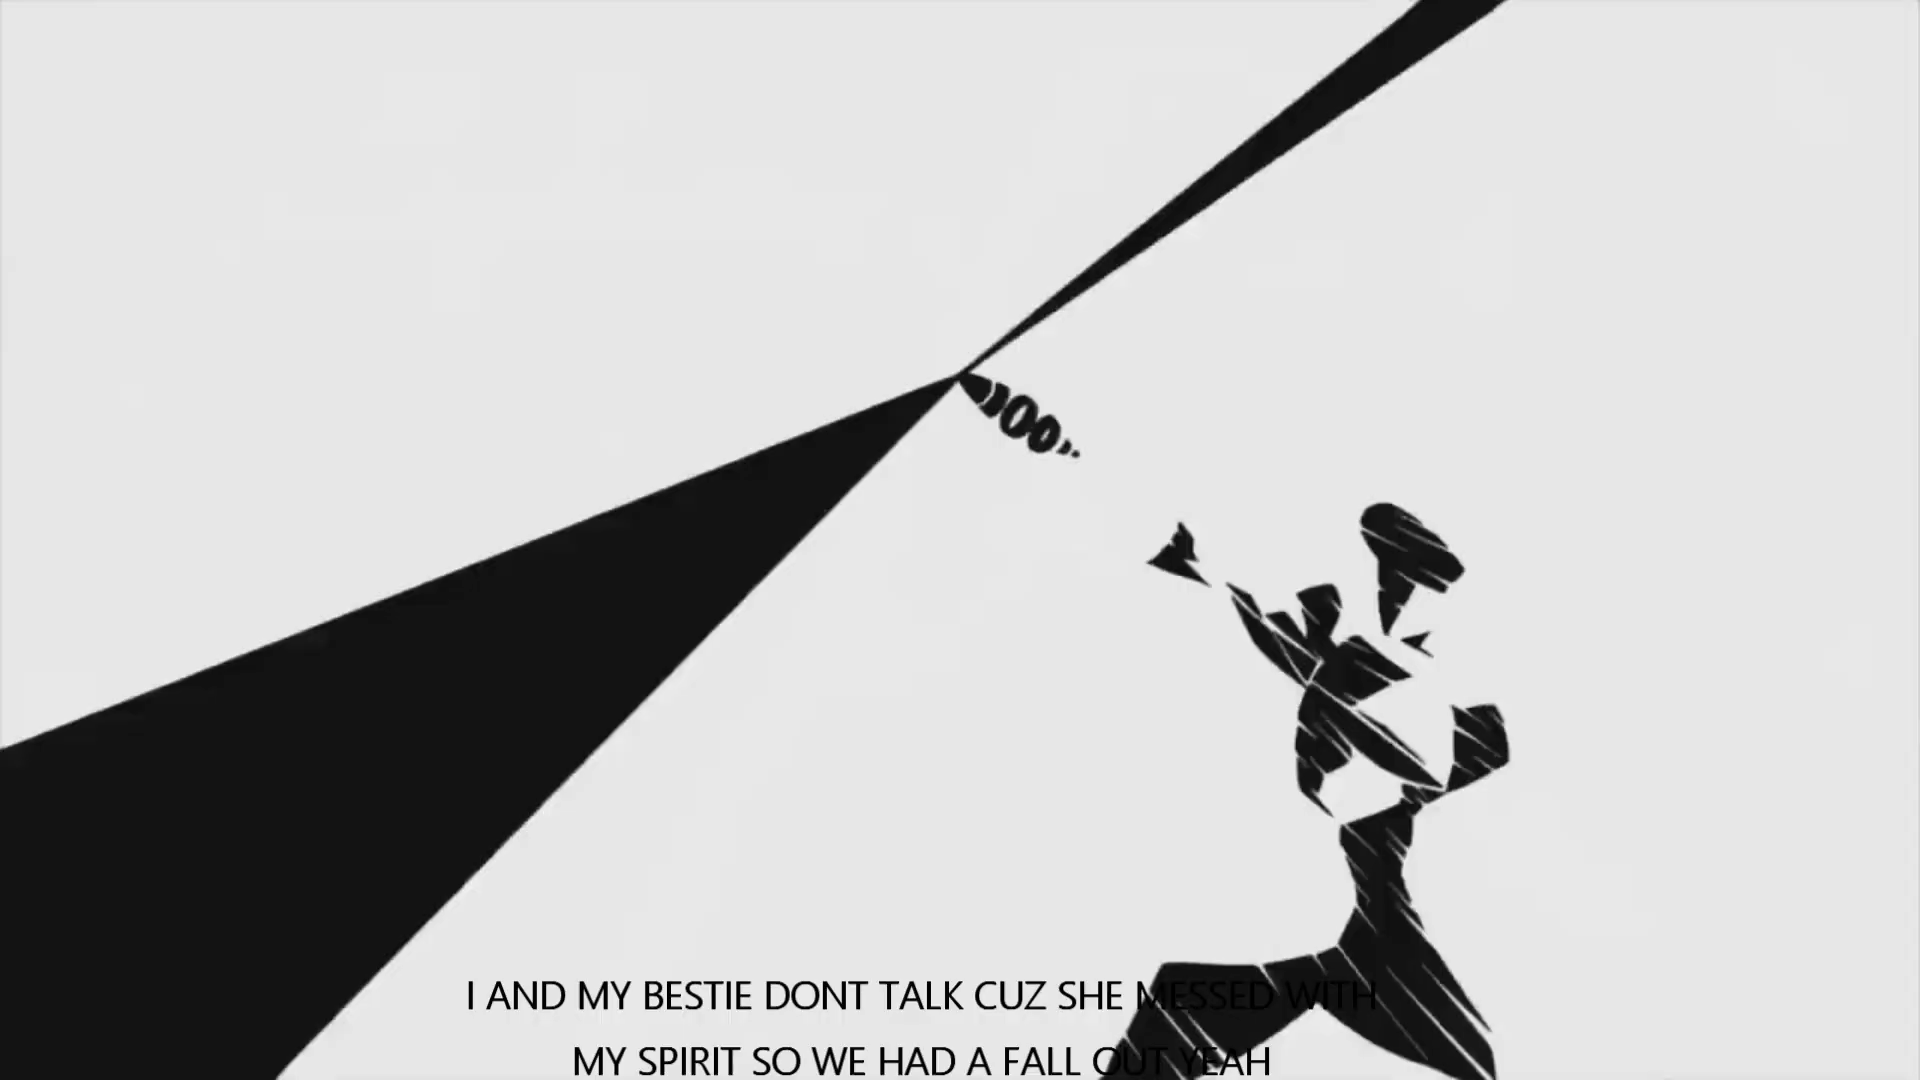 I AND MY BESTIE DONT TALK CUZ SHE MESSED WITH
MY SPIRIT SO WE HAD A FALL OUT YEAH